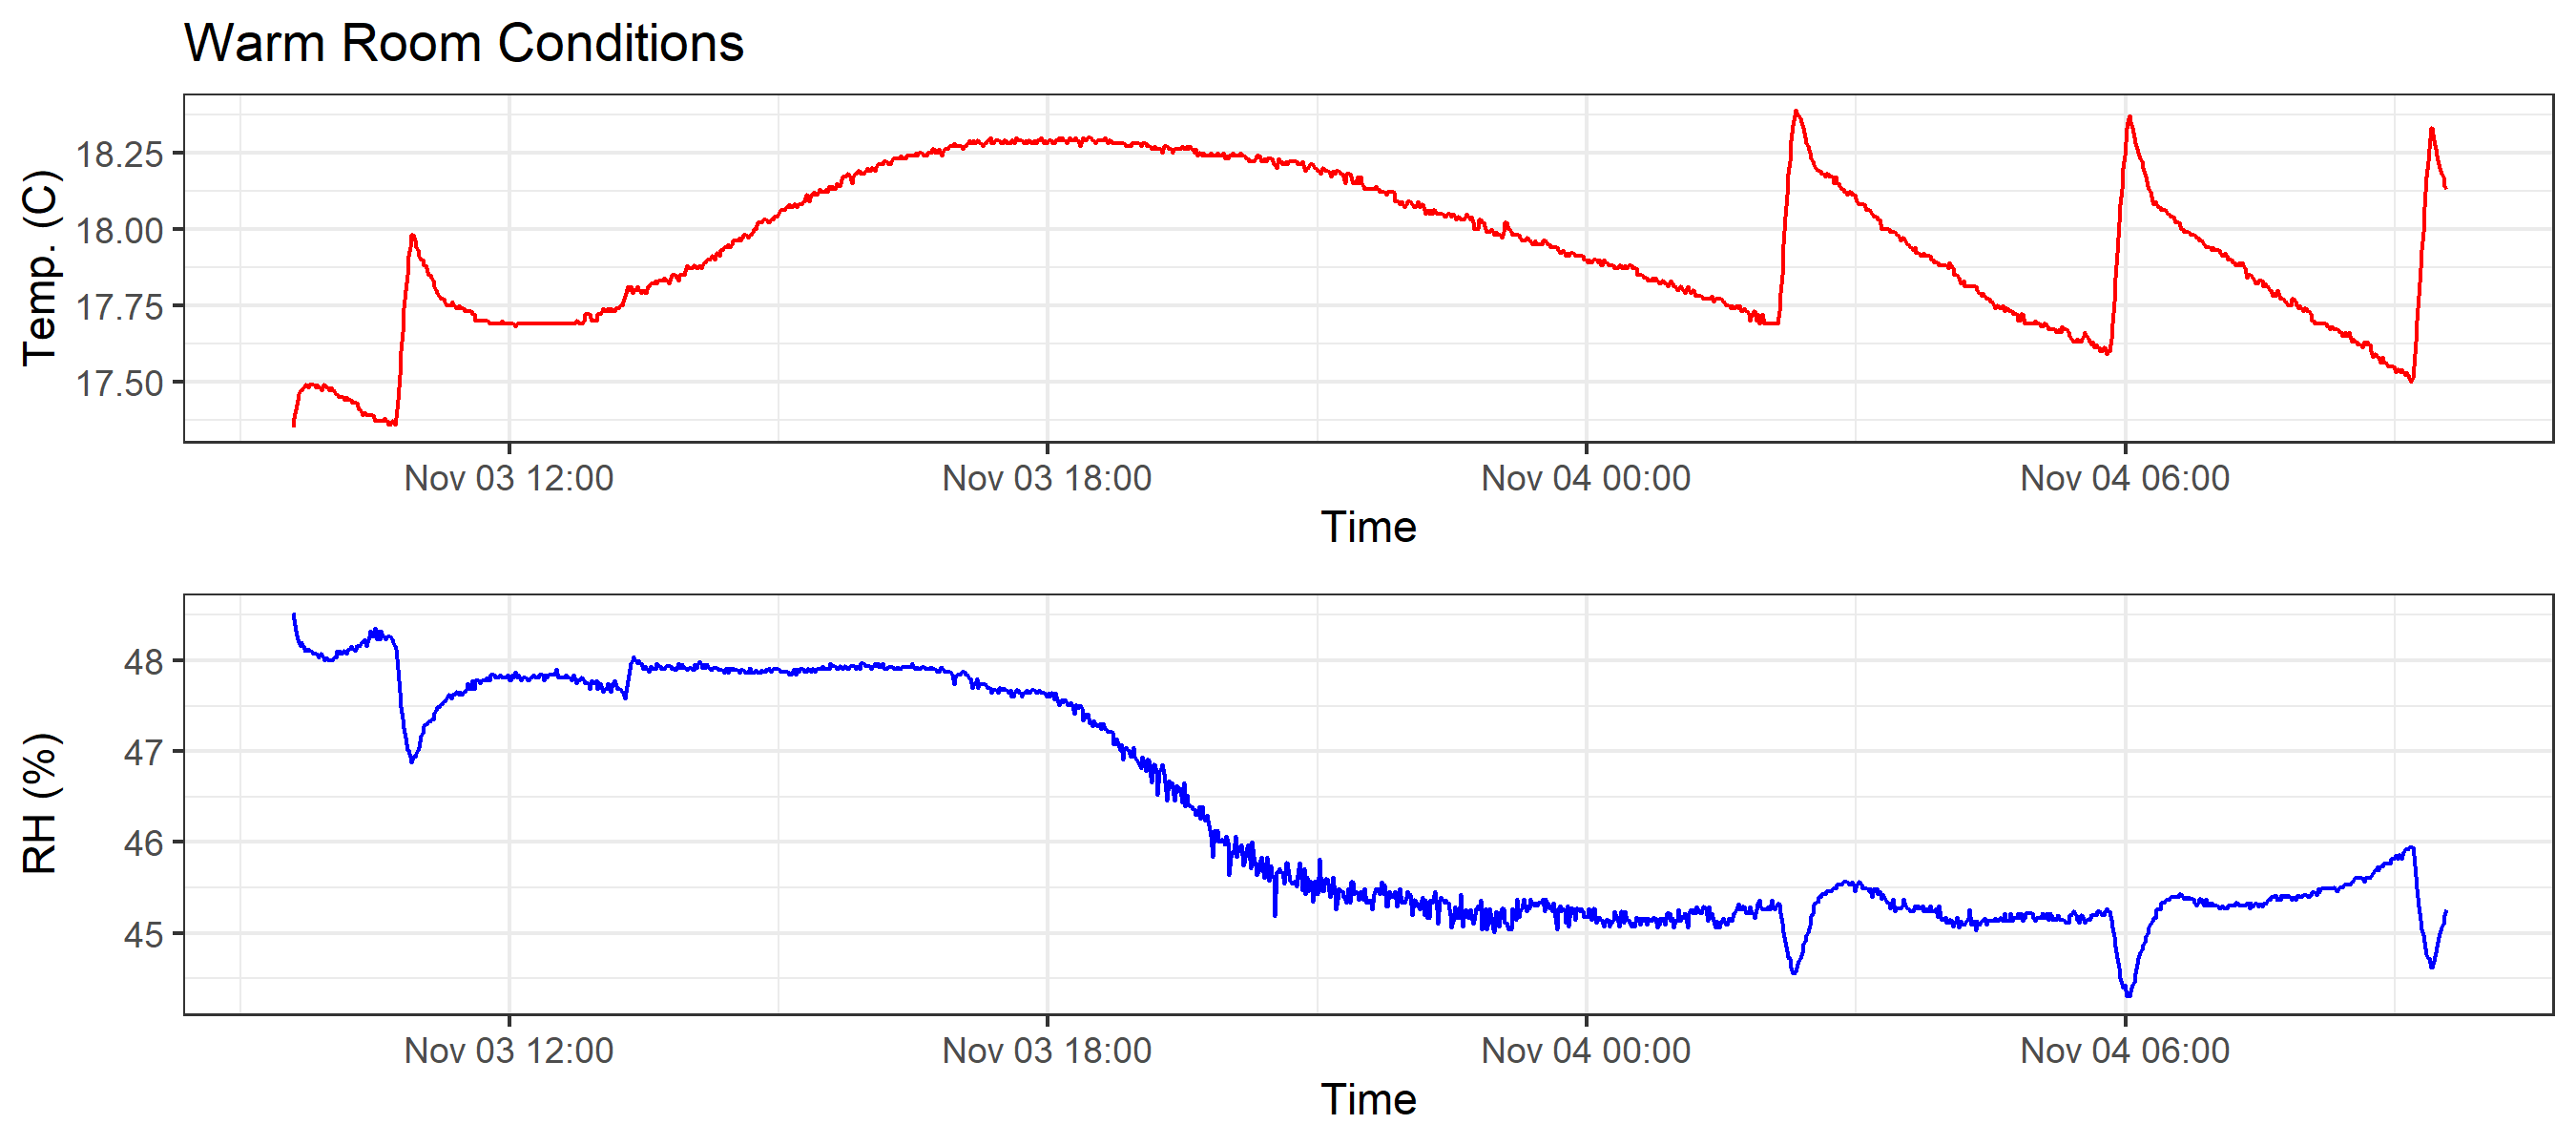 Warm Room Conditions
Temp. (C)
18.25
18.00
17.75
17.50
Nov 03 12:00 Nov 03 18:00 Nov 04 00:00 Nov 04 06:00
Time
RH (%)
48
47
46
45
Nov 03 12:00 Nov 03 18:00 Nov 04 00:00 Nov 04 06:00
Time